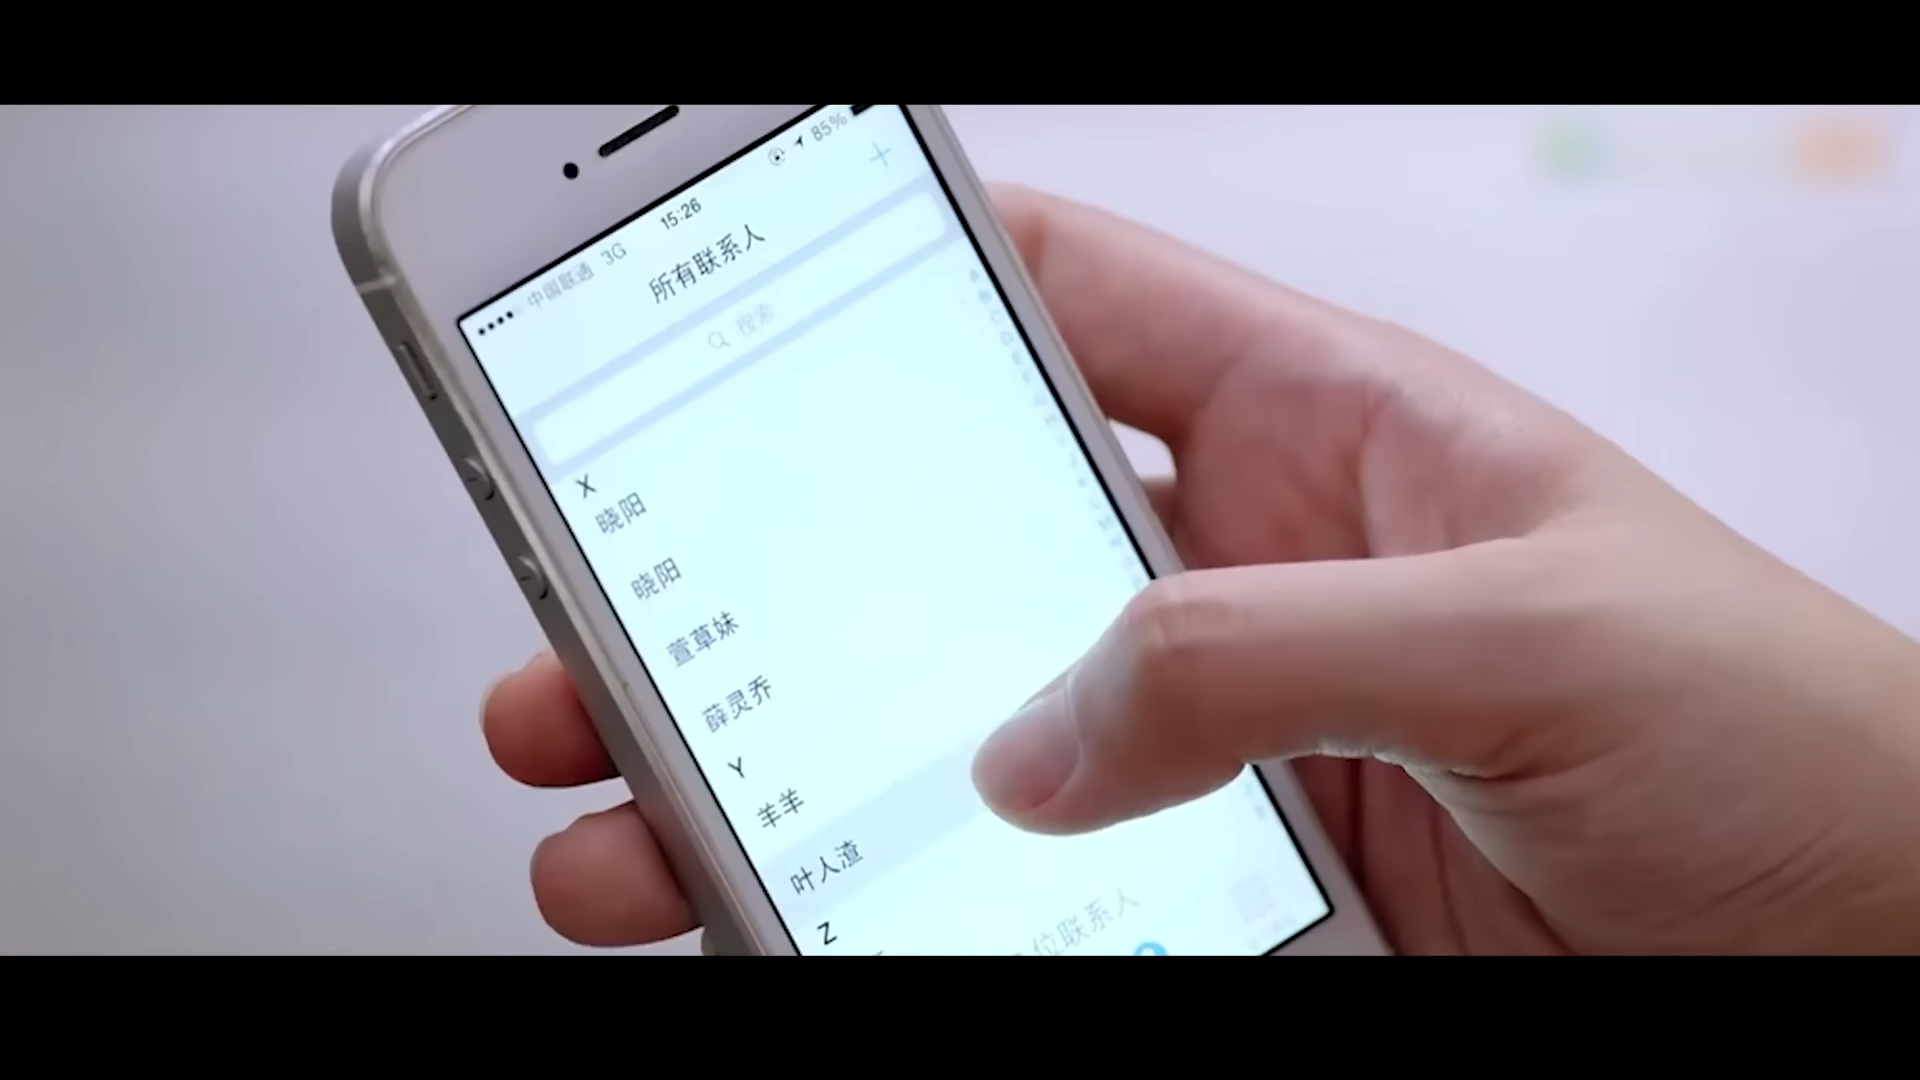 中国联通 3G 15:26 85%
所有联系人
搜索
X
晓阳
晓阳
萱草妹
薛灵乔
Y
羊羊
叶人渣
Z
位联系人